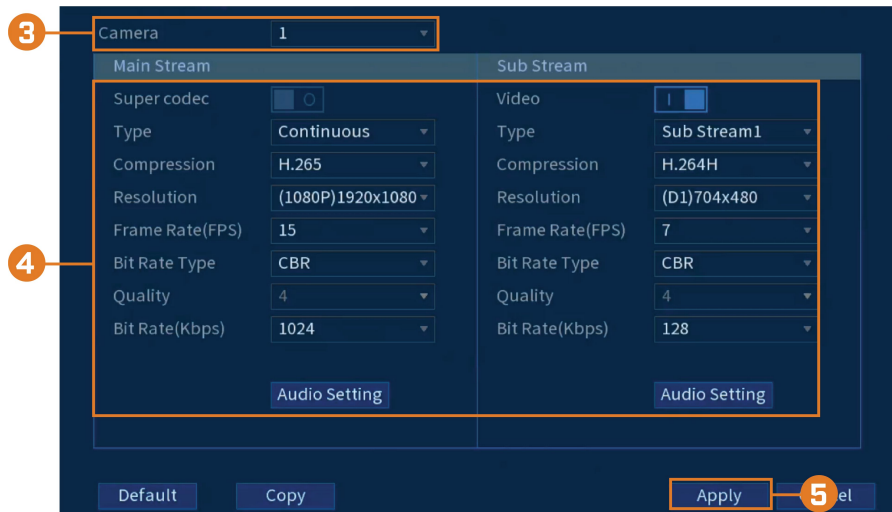 3 Camera 1
Main Stream Sub Stream
Super codec O Video I
Type Continuous Type Sub Stream1
Compression H.265 Compression H.264H
Resolution (1080P)1920x1080 Resolution (D1)704x480
Frame Rate(FPS) 15 Frame Rate(FPS) 7
4 Bit Rate Type CBR Bit Rate Type CBR
Quality 4 Quality 4
Bit Rate(Kbps) 1024 Bit Rate(Kbps) 128
Audio Setting Audio Setting
Default Copy Apply 5 el